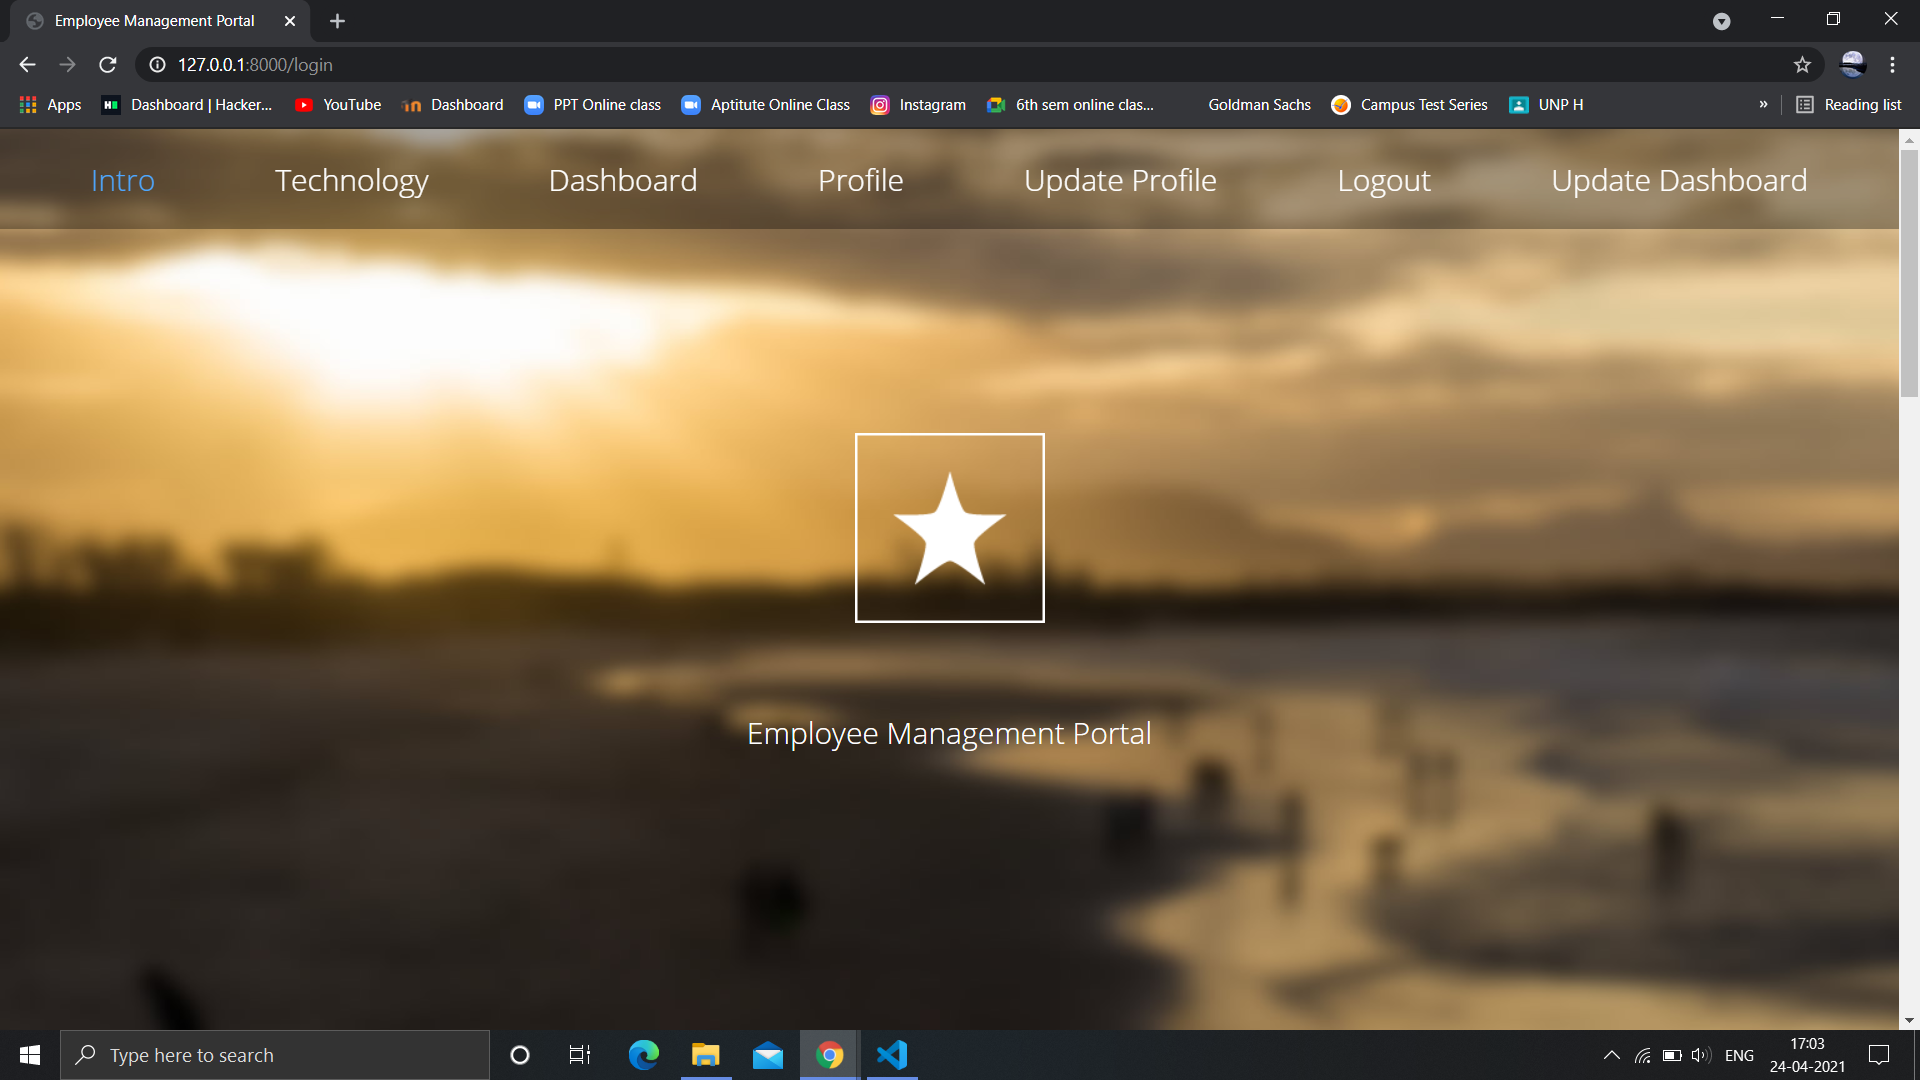 Employee Management Portal
127.0.0.1:8000/login
Apps Dashboard | Hacker... YouTube Dashboard PPT Online class Aptitute Online Class Instagram 6th sem online clas... Goldman Sachs Campus Test Series UNP H » Reading list
Intro Technology Dashboard Profile Update Profile Logout Update Dashboard
Employee Management Portal
Type here to search
ENG
17:03
24-04-2021